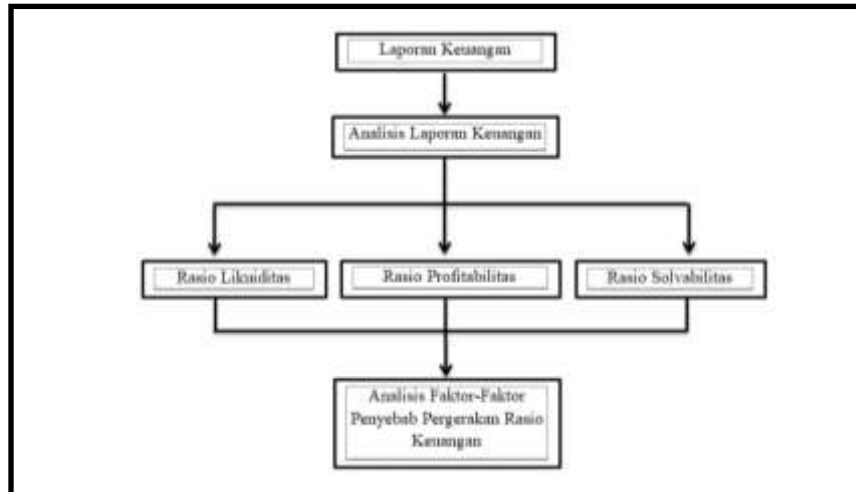 Laporan Keuangan
Analisis Laporan Keuangan
Rasio Likuiditas
Rasio Profitabilitas
Rasio Solvabilitas
Analisis Faktor-Faktor
Penyebab Pergerakan Rasio
Keuangan